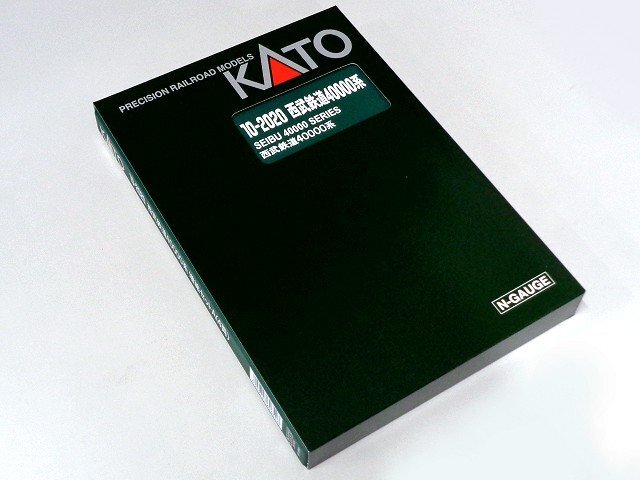 PRECISION RAILROAD MODELS
KATO
10-2020 西武鉄道40000系
SEIBU 40000 SERIES
西武鉄道40000系
N-GAUGE